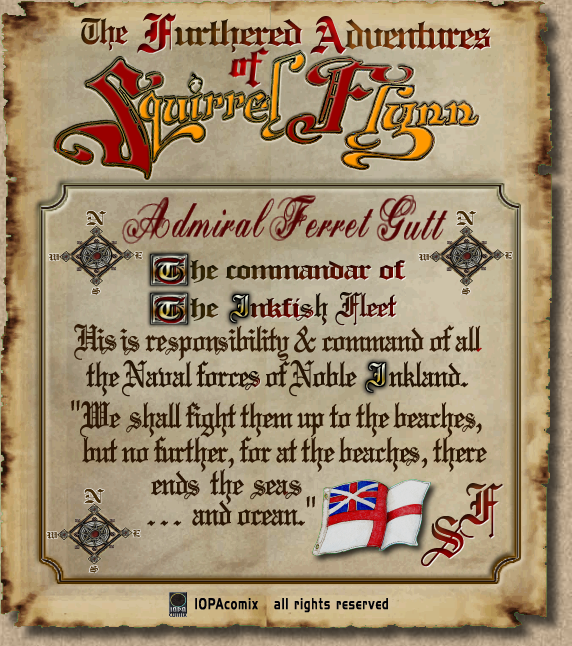 The Furthered Adventures
of
Squirrel Flynn
N
W E
S
N
W E
S
Admiral Ferret Gutt
The commandar of
The Inkfish Fleet
His is responsibility & command of all
the Naval forces of Noble Inkland.
"We shall fight them up to the beaches,
but no further, for at the beaches, there
ends the seas
... and ocean."
N
W E
S
SF
IOPAcomix all rights reserved